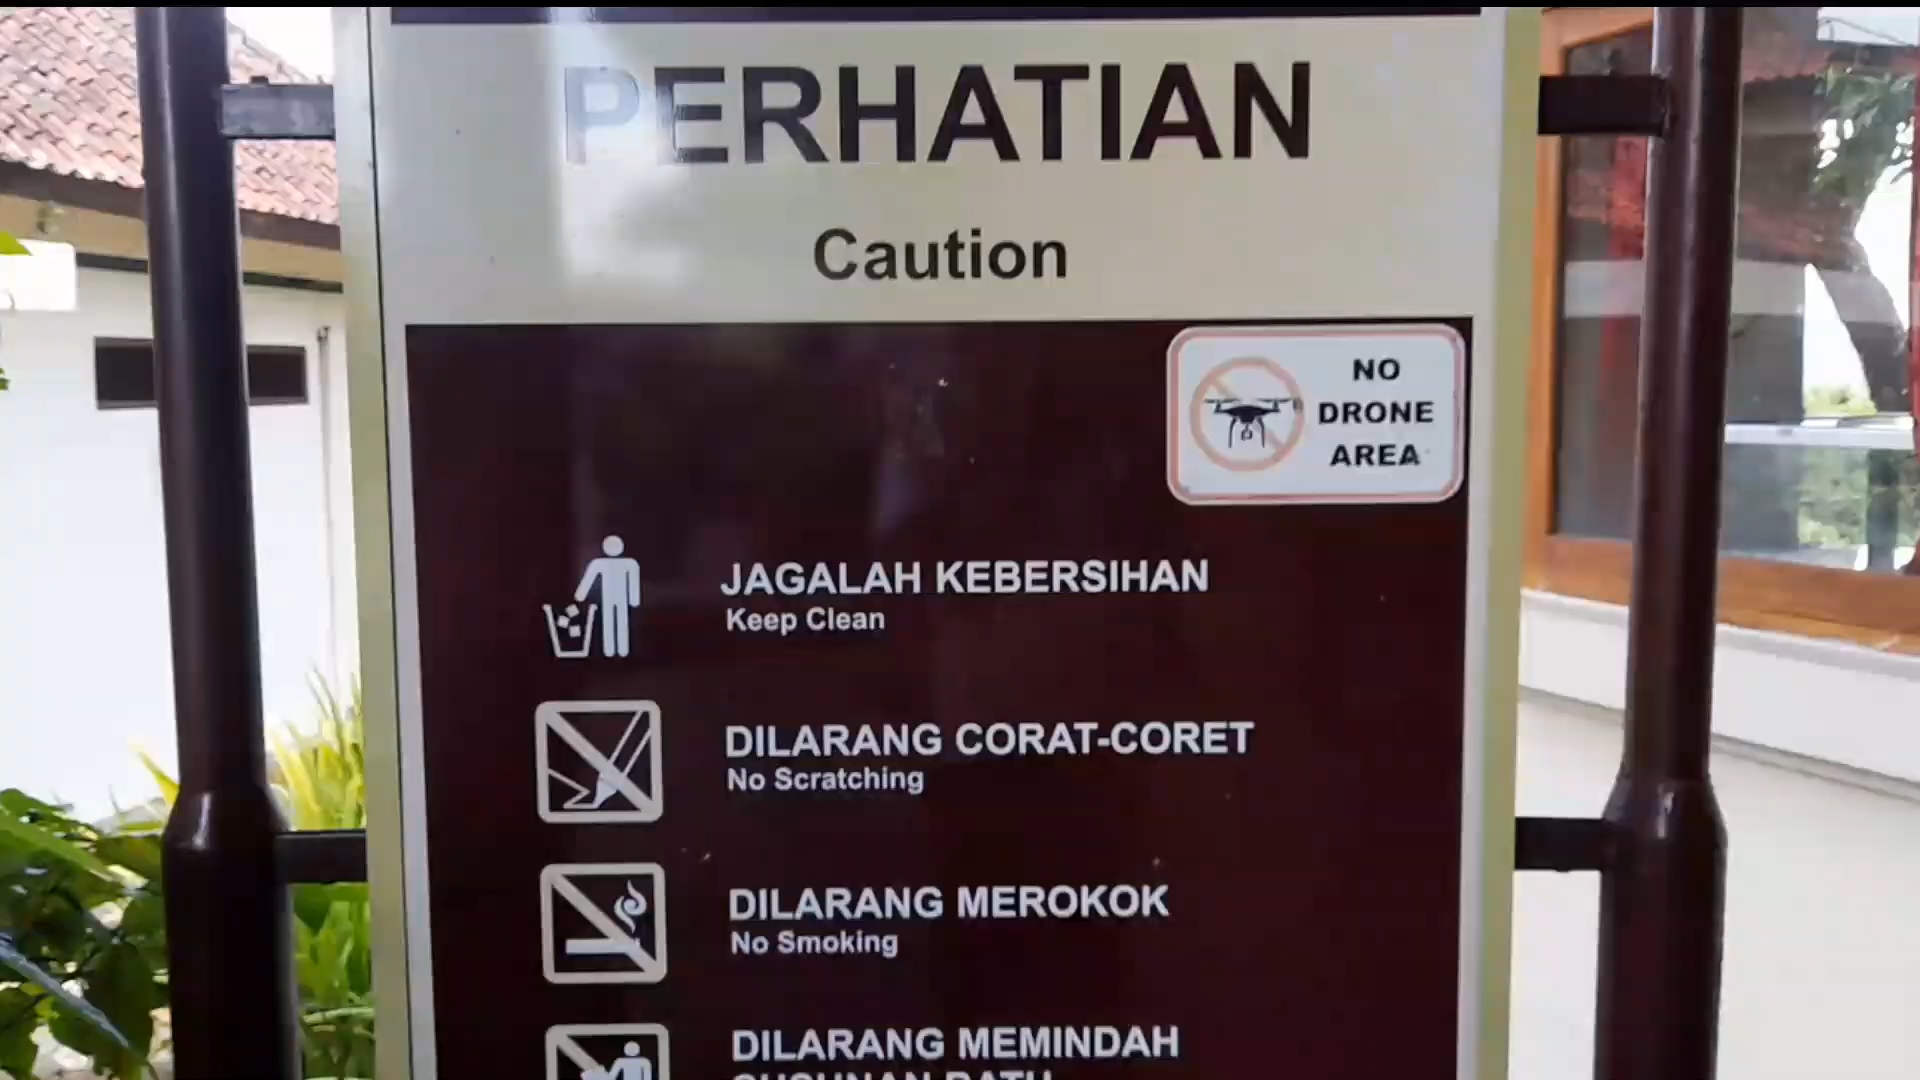 PERHATIAN
Caution
NO
DRONE
AREA
JAGALAH KEBERSIHAN
Keep Clean
DILARANG CORAT-CORET
No Scratching
DILARANG MEROKOK
No Smoking
DILARANG MEMINDAH